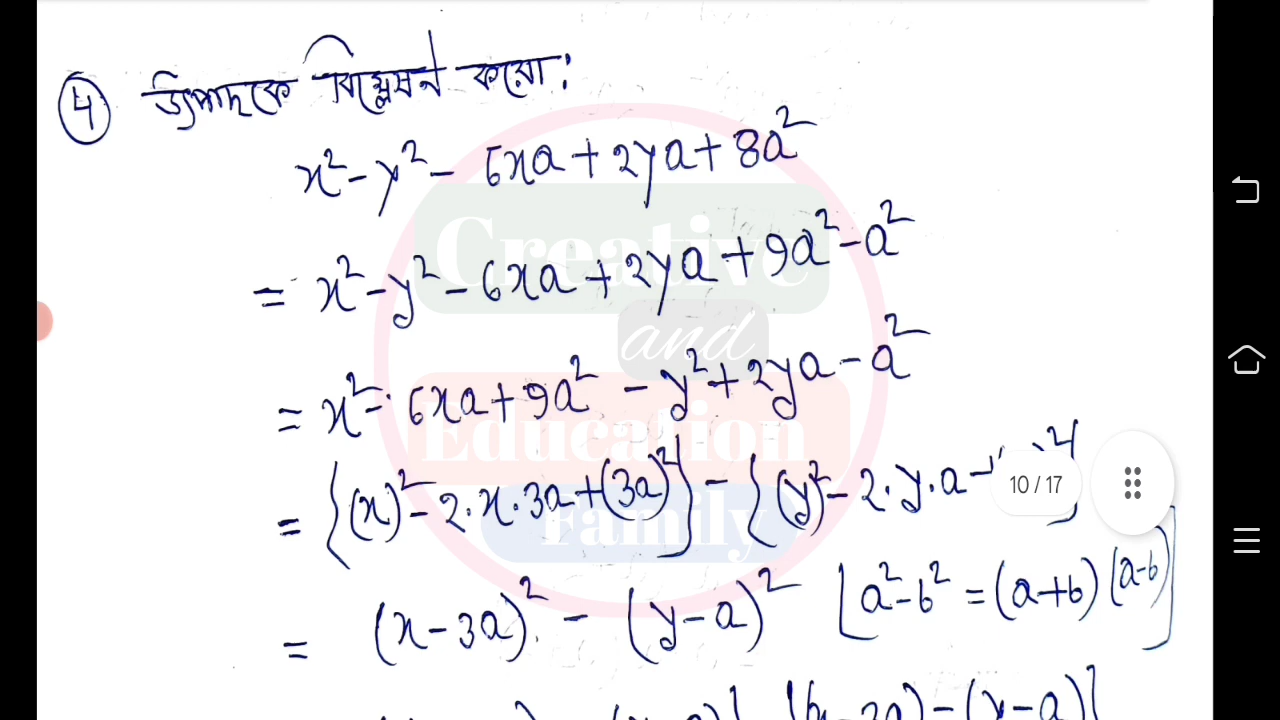 ④ উৎপাদকে বিশ্লেষন করো:
x² - y² - 6xa + 2ya + 8a²
= x² - y² - 6xa + 2ya + 9a² - a²
= x² - 6xa + 9a² - y² + 2ya - a²
= {(x)² - 2·x·3a + (3a)²} - {(y)² - 2·y·a
10 / 17
= (x - 3a)² - (y - a)² [a² - b² = (a+b) (a-b)]
- (y - a)}
Creative
and
Education
Family